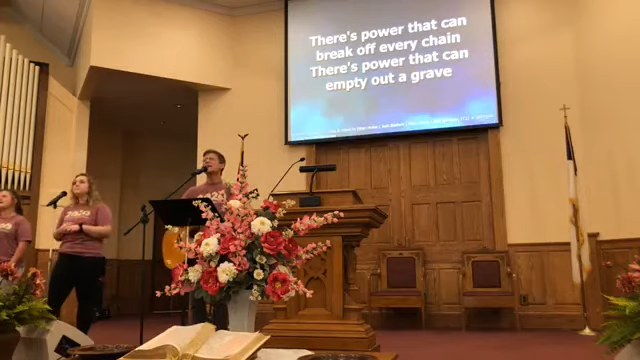 There's power that can
break off every chain
There's power that can
empty out a grave